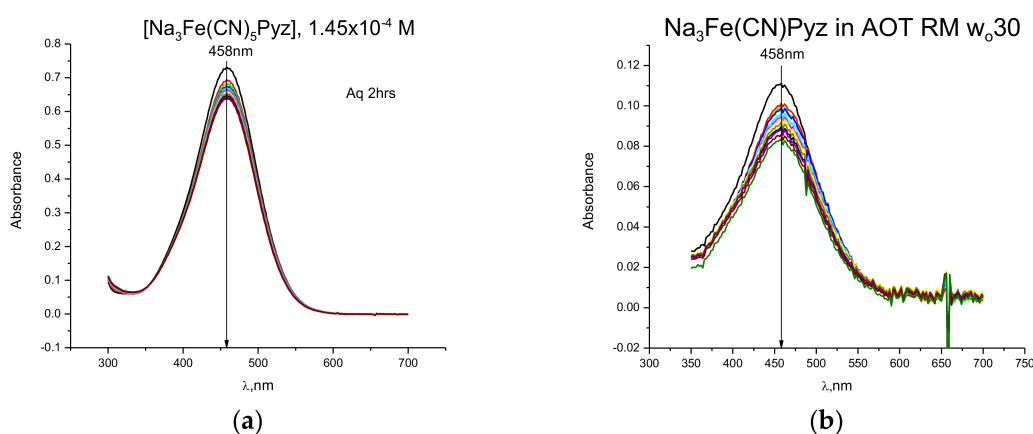 [Na₃Fe(CN)₅Pyz], 1.45x10⁻⁴ M
458nm
Aq 2hrs
0.8
0.7
0.6
0.5
0.4
0.3
0.2
0.1
0.0
-0.1
Absorbance
300 400 500 600 700
λ,nm
(a)
Na₃Fe(CN)Pyz in AOT RM wₒ30
458nm
0.12
0.10
0.08
0.06
0.04
0.02
0.00
-0.02
Absorbance
300 350 400 450 500 550 600 650 700 750
λ,nm
(b)